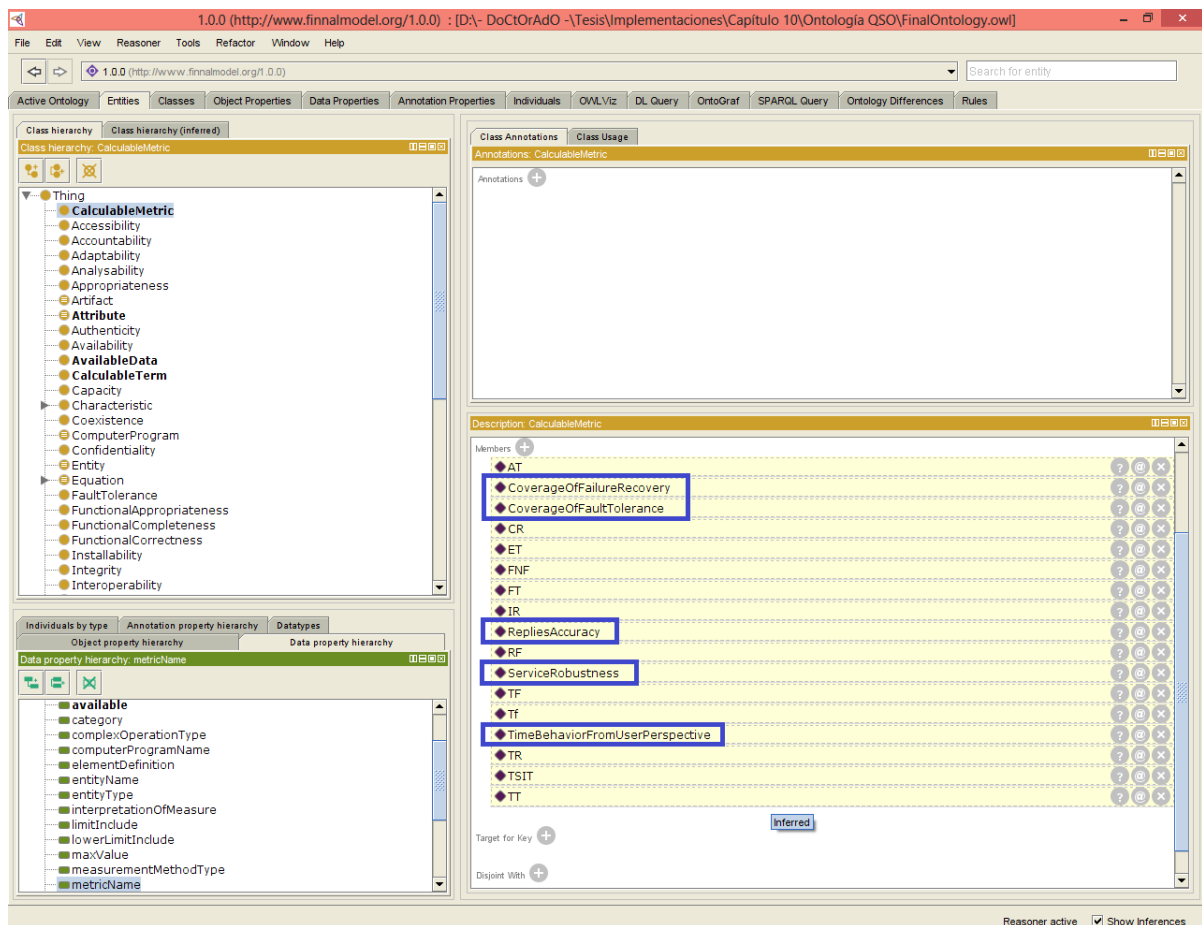 1.0.0 (http://www.finnalmodel.org/1.0.0) : [D:\- DoCtOrAdO -\Tesis\Implementaciones\Capítulo 10\Ontología QSO\FinalOntology.owl]
File Edit View Reasoner Tools Refactor Window Help
1.0.0 (http://www.finnalmodel.org/1.0.0)
Search for entity
Active Ontology Entities Classes Object Properties Data Properties Annotation Properties Individuals OWLViz DL Query OntoGraf SPARQL Query Ontology Differences Rules
Class hierarchy Class hierarchy (inferred)
Class hierarchy: CalculableMetric
Thing
CalculableMetric
Accessibility
Accountability
Adaptability
Analysability
Appropriateness
Artifact
Attribute
Authenticity
Availability
AvailableData
CalculableTerm
Capacity
Characteristic
Coexistence
ComputerProgram
Confidentiality
Entity
Equation
FaultTolerance
FunctionalAppropriateness
FunctionalCompleteness
FunctionalCorrectness
Installability
Integrity
Interoperability
Individuals by type Annotation property hierarchy Datatypes
Object property hierarchy Data property hierarchy
Data property hierarchy: metricName
available
category
complexOperationType
computerProgramName
elementDefinition
entityName
entityType
interpretationOfMeasure
limitInclude
lowerLimitInclude
maxValue
measurementMethodType
metricName
Class Annotations Class Usage
Annotations: CalculableMetric
Annotations
Description: CalculableMetric
Members
AT
CoverageOfFailureRecovery
CoverageOfFaultTolerance
CR
ET
FNF
FT
IR
RepliesAccuracy
RF
ServiceRobustness
TF
Tf
TimeBehaviorFromUserPerspective
TR
TSIT
TT
Inferred
Target for Key
Disjoint With
Reasoner active Show Inferences